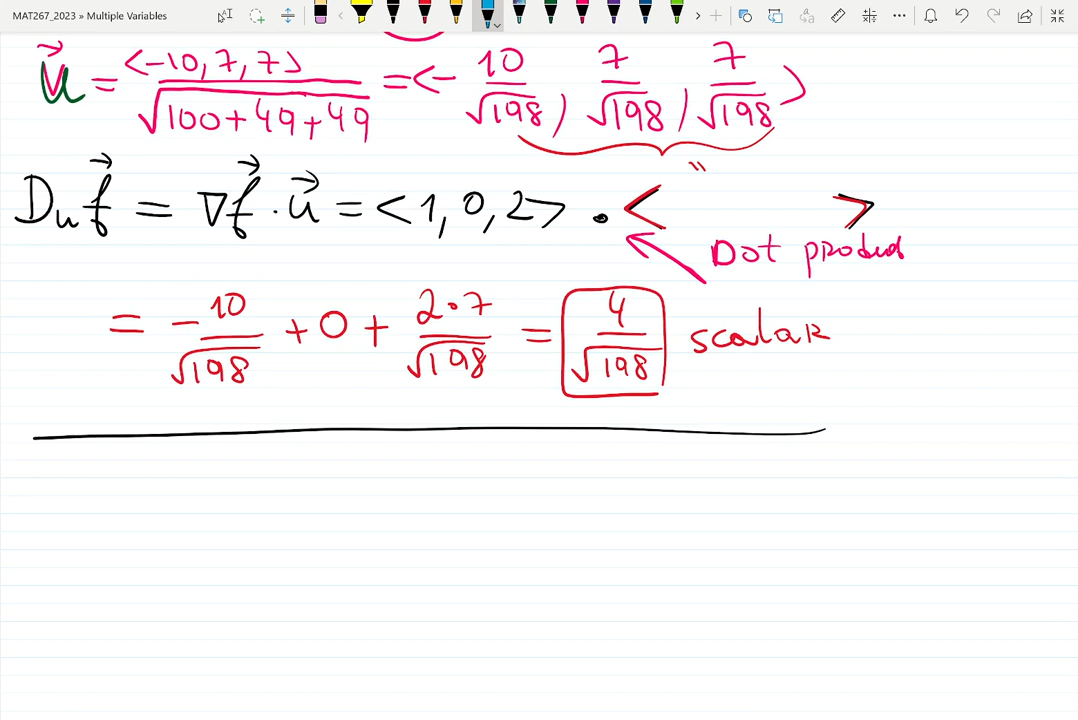 MAT267_2023 » Multiple Variables
u⃗ = <-10, 7, 7> / √(100+49+49) = <- 10/√198, 7/√198, 7/√198>
"
D_u f⃗ = ∇f⃗ · u⃗ = <1, 0, 2> · < >
Dot product
= - 10/√198 + 0 + 2·7/√198 = 4/√198 scalar